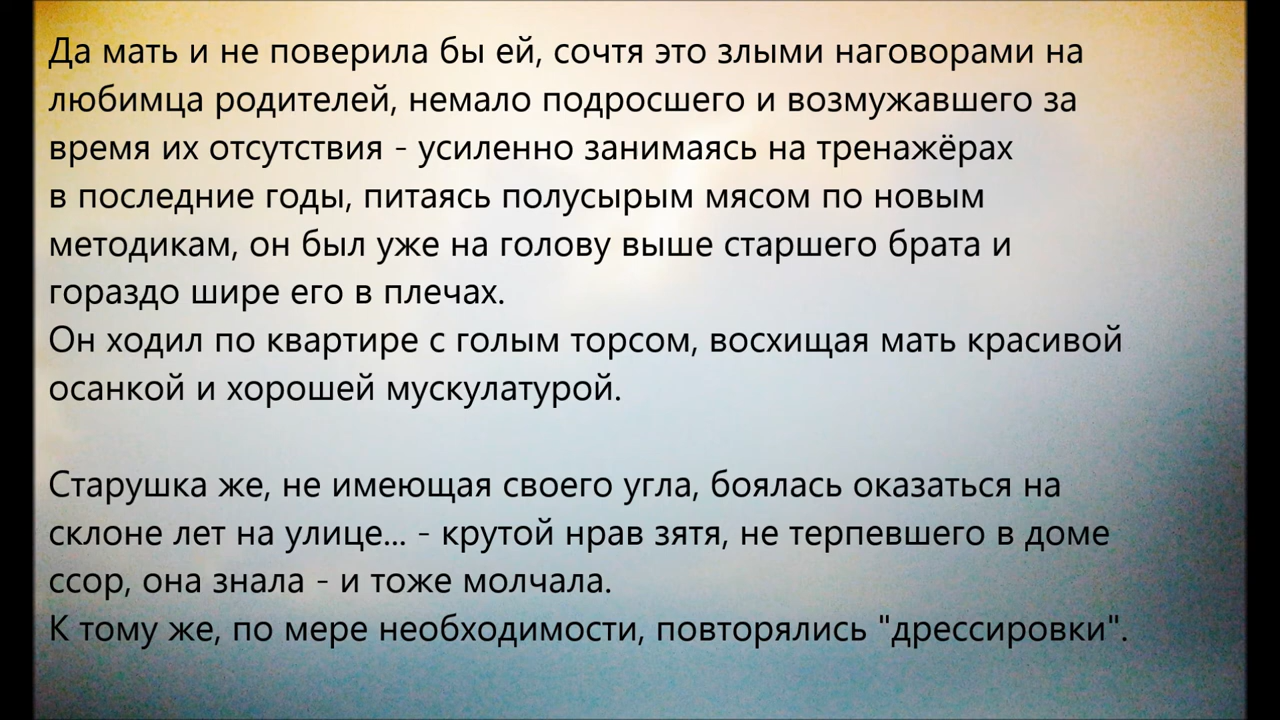 Да мать и не поверила бы ей, сочтя это злыми наговорами на
любимца родителей, немало подросшего и возмужавшего за
время их отсутствия - усиленно занимаясь на тренажёрах
в последние годы, питаясь полусырым мясом по новым
методикам, он был уже на голову выше старшего брата и
гораздо шире его в плечах.
Он ходил по квартире с голым торсом, восхищая мать красивой
осанкой и хорошей мускулатурой.
Старушка же, не имеющая своего угла, боялась оказаться на
склоне лет на улице... - крутой нрав зятя, не терпевшего в доме
ссор, она знала - и тоже молчала.
К тому же, по мере необходимости, повторялись "дрессировки".